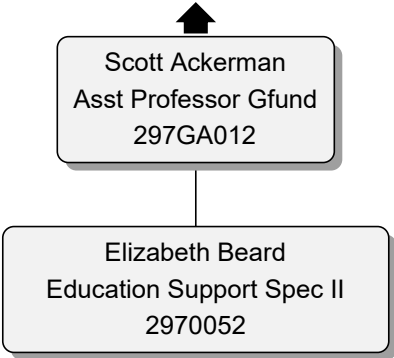 Scott Ackerman
Asst Professor Gfund
297GA012
Elizabeth Beard
Education Support Spec II
2970052